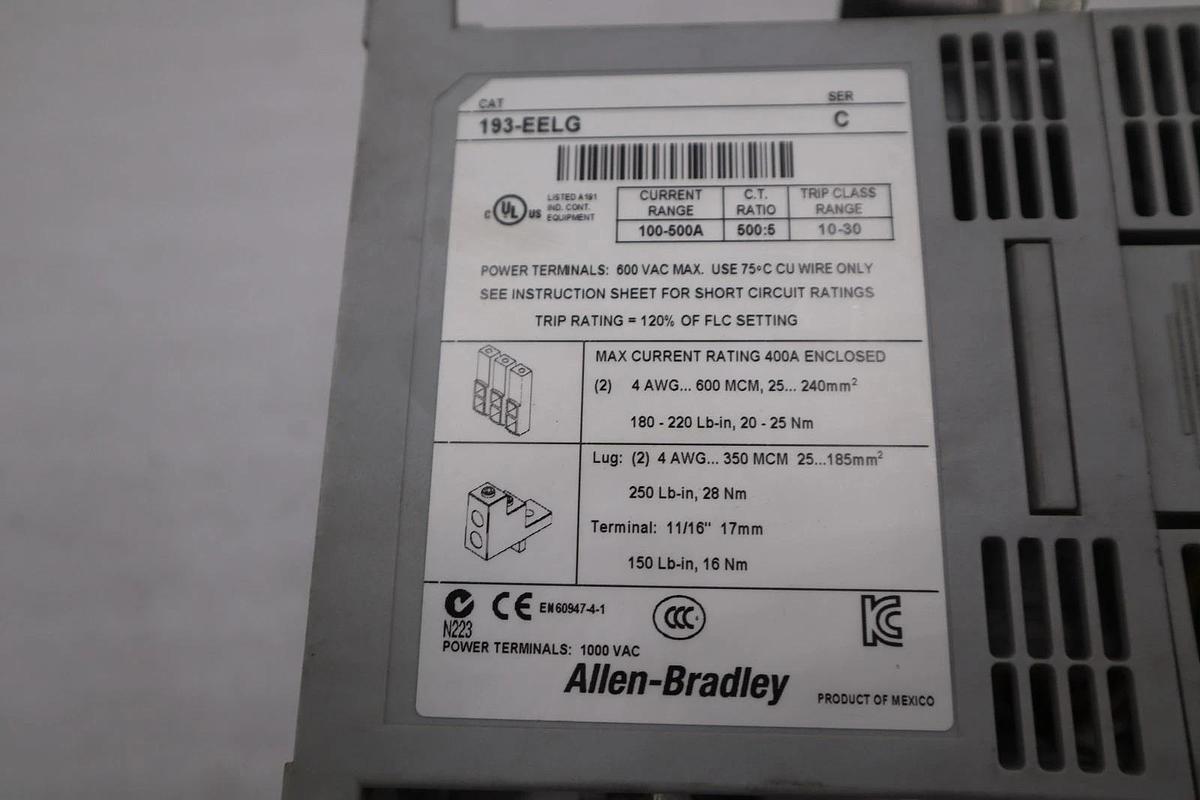 CAT SER
193-EELG C
c UL US LISTED A191 IND. CONT. EQUIPMENT
CURRENT RANGE C.T. RATIO TRIP CLASS RANGE
100-500A 500:5 10-30
POWER TERMINALS: 600 VAC MAX. USE 75°C CU WIRE ONLY
SEE INSTRUCTION SHEET FOR SHORT CIRCUIT RATINGS
TRIP RATING = 120% OF FLC SETTING
MAX CURRENT RATING 400A ENCLOSED
(2) 4 AWG... 600 MCM, 25... 240mm²
180 - 220 Lb-in, 20 - 25 Nm
Lug: (2) 4 AWG... 350 MCM 25...185mm²
250 Lb-in, 28 Nm
Terminal: 11/16" 17mm
150 Lb-in, 16 Nm
CE EN60947-4-1 CCC KC
N223
POWER TERMINALS: 1000 VAC
Allen-Bradley
PRODUCT OF MEXICO